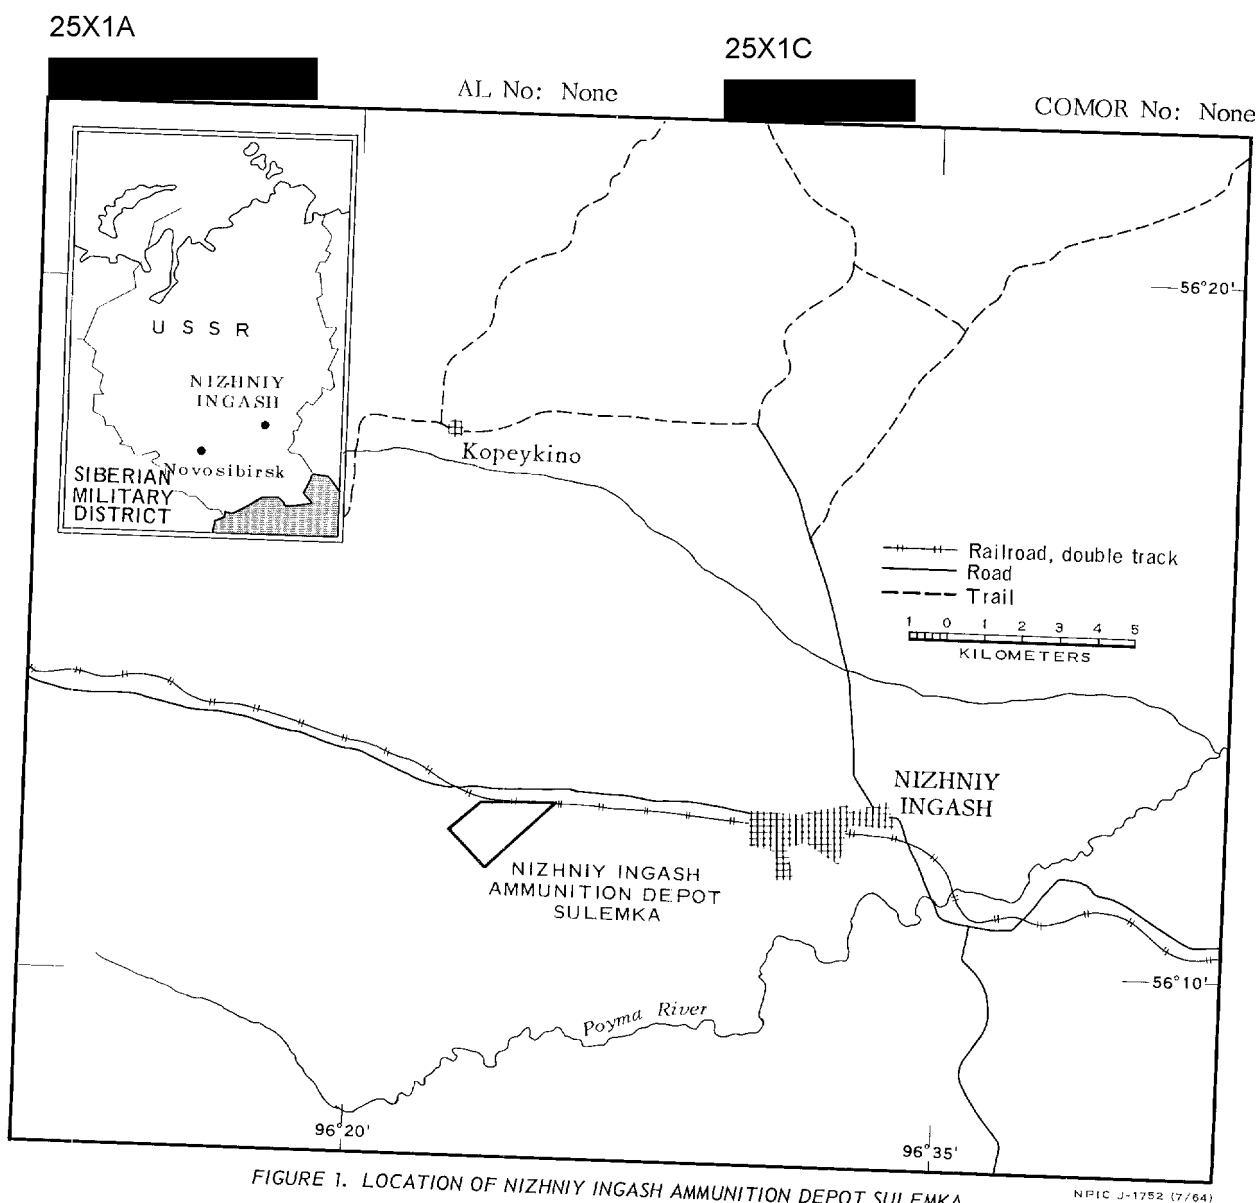 25X1A
25X1C
AL No: None
COMOR No: None
56°20'
U S S R
NIZHNIY
INGASH
Novosibirsk
SIBERIAN
MILITARY
DISTRICT
Kopeykino
Railroad, double track
Road
Trail
1 0 1 2 3 4 5
KILOMETERS
NIZHNIY
INGASH
NIZHNIY INGASH
AMMUNITION DEPOT
SULEMKA
56°10'
Poyma River
96°20'
96°35'
FIGURE 1. LOCATION OF NIZHNIY INGASH AMMUNITION DEPOT SULEMKA
NPIC J-1752 (7/64)